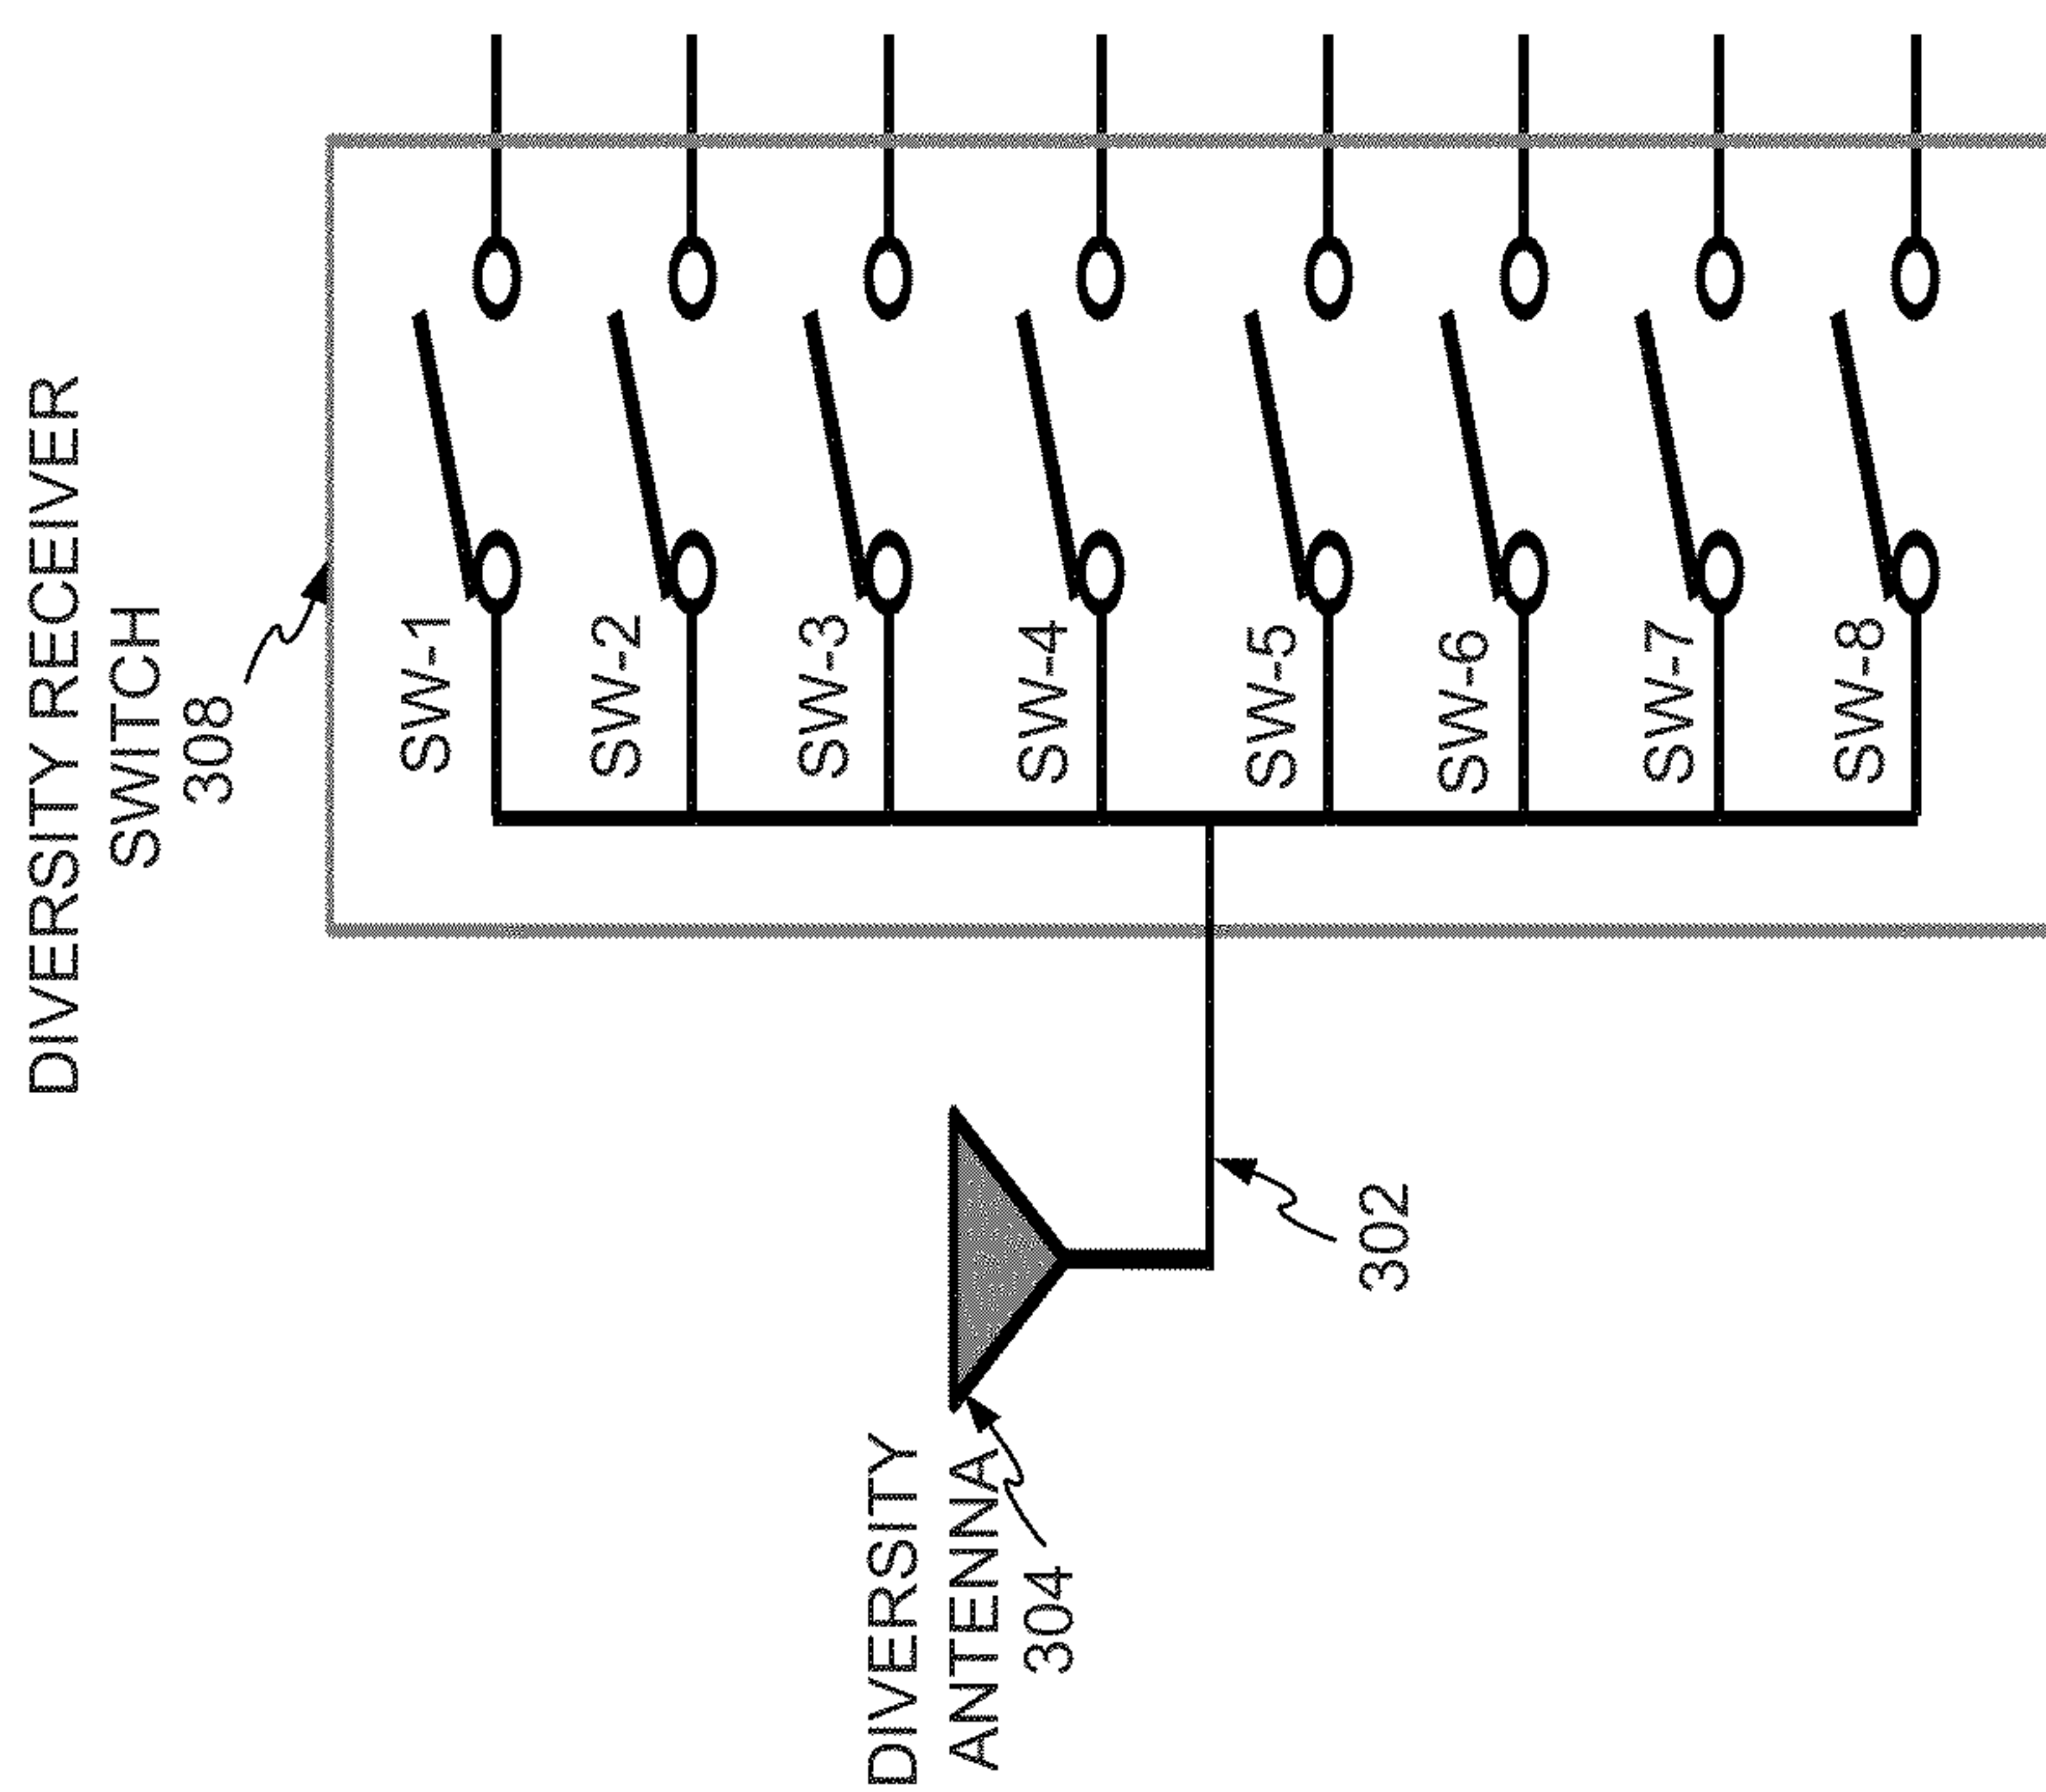 DIVERSITY RECEIVER
SWITCH
308
SW-1
SW-2
SW-3
SW-4
SW-5
SW-6
SW-7
SW-8
302
DIVERSITY
ANTENNA
304